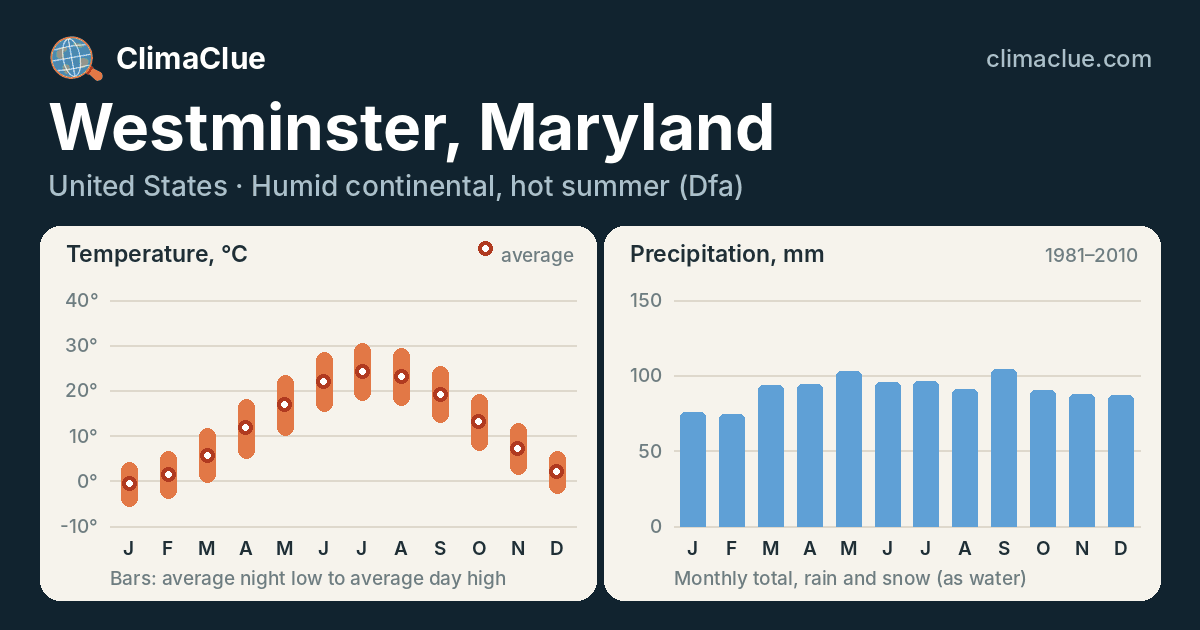 ClimaClue
climaclue.com
Westminster, Maryland
United States · Humid continental, hot summer (Dfa)
Temperature, °C
average
40°
30°
20°
10°
0°
-10°
J F M A M J J A S O N D
Bars: average night low to average day high
Precipitation, mm
1981–2010
150
100
50
0
J F M A M J J A S O N D
Monthly total, rain and snow (as water)